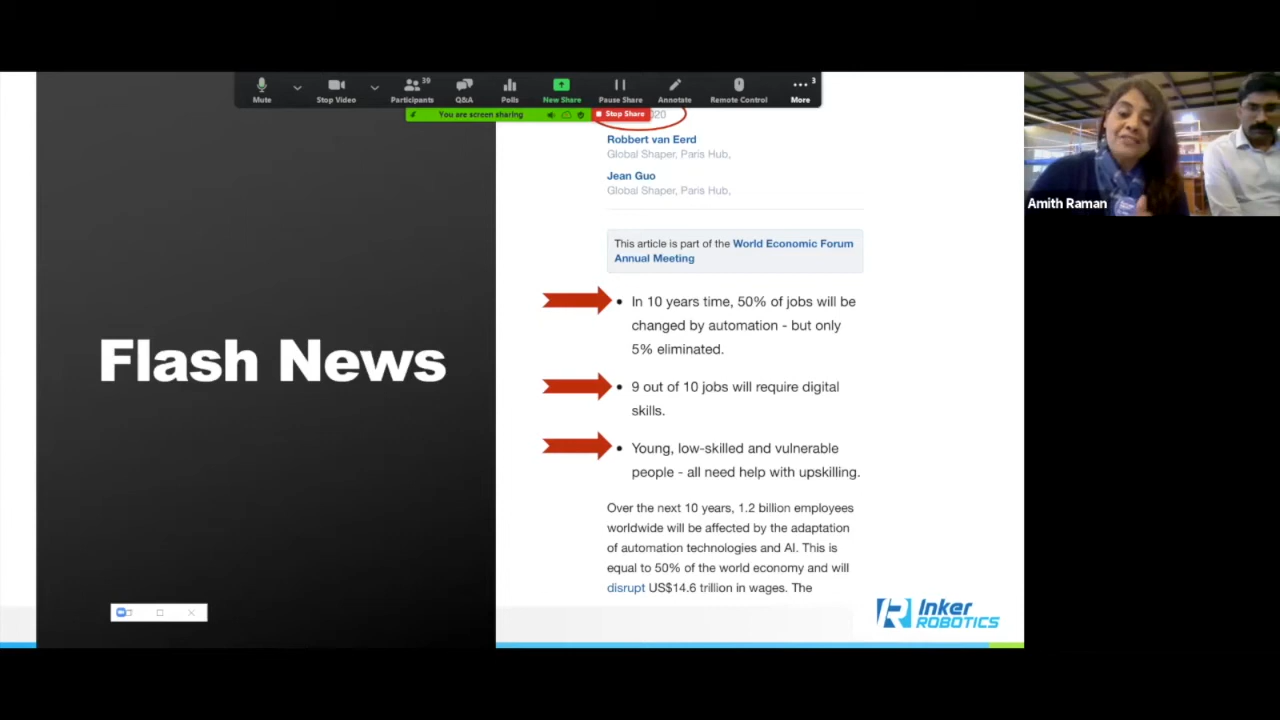 39
3
Mute
Stop Video
Participants
Q&A
Polls
New Share
Pause Share
Annotate
Remote Control
More
You are screen sharing
Stop Share
20
Robbert van Eerd
Global Shaper, Paris Hub,
Jean Guo
Global Shaper, Paris Hub,
This article is part of the World Economic Forum
Annual Meeting
• In 10 years time, 50% of jobs will be
changed by automation - but only
5% eliminated.
• 9 out of 10 jobs will require digital
skills.
• Young, low-skilled and vulnerable
people - all need help with upskilling.
Over the next 10 years, 1.2 billion employees
worldwide will be affected by the adaptation
of automation technologies and AI. This is
equal to 50% of the world economy and will
disrupt US$14.6 trillion in wages. The
Flash News
Inker
ROBOTICS
Amith Raman